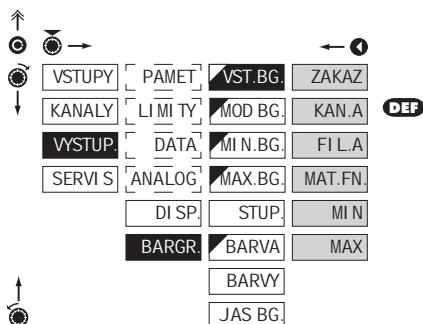 VSTUPY PAMET VST.BG. ZAKAZ
KANALY LIMITY MOD BG. KAN.A DEF
VYSTUP. DATA MIN.BG. FIL.A
SERVIS ANALOG MAX.BG. MAT.FN.
DISP. STUP. MIN
BARGR. BARVA MAX
BARVY
JAS BG.